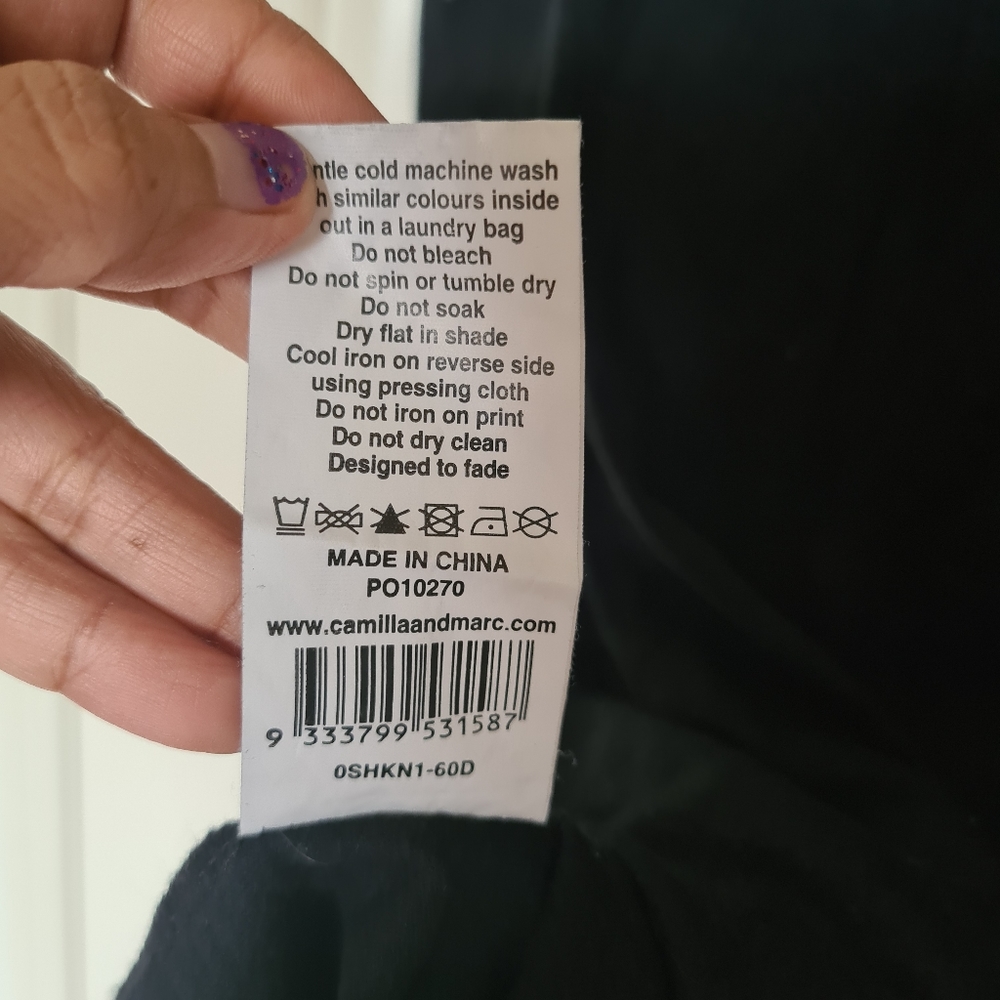 ntle cold machine wash
h similar colours inside
out in a laundry bag
Do not bleach
Do not spin or tumble dry
Do not soak
Dry flat in shade
Cool iron on reverse side
using pressing cloth
Do not iron on print
Do not dry clean
Designed to fade
MADE IN CHINA
PO10270
www.camillaandmarc.com
9 333799 531587
0SHKN1-60D